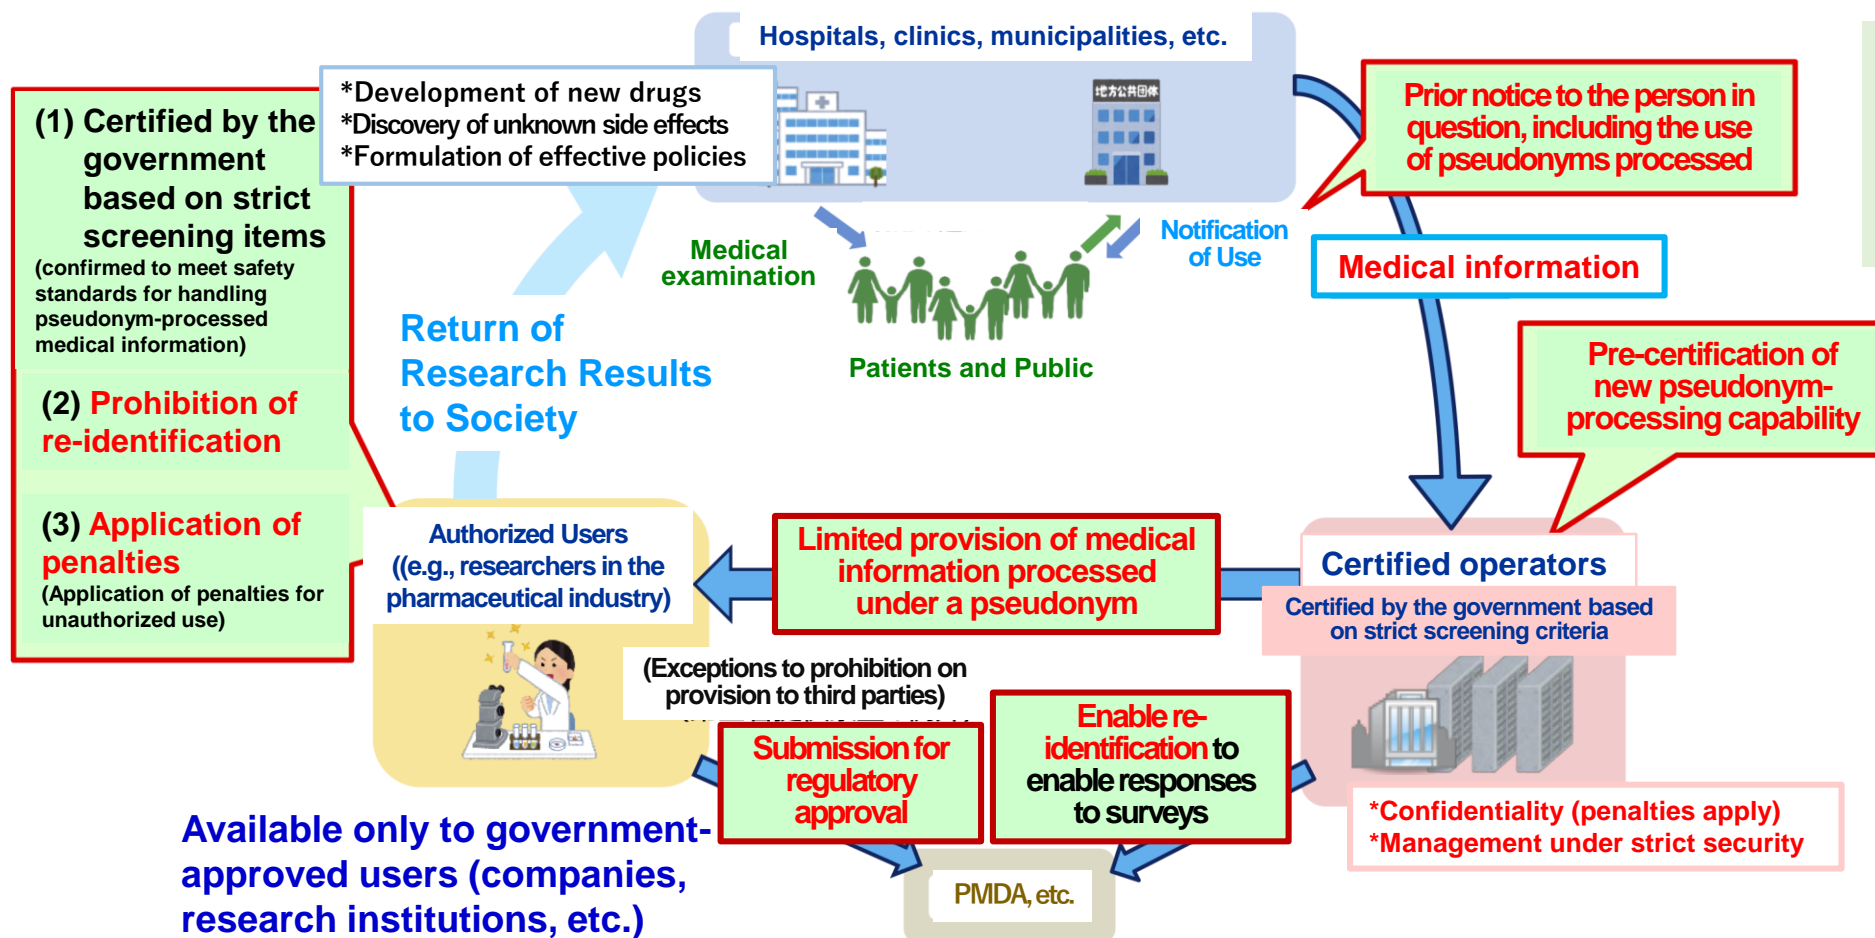 Hospitals, clinics, municipalities, etc.
*Development of new drugs
*Discovery of unknown side effects
*Formulation of effective policies
地方公共団体
Prior notice to the person in
question, including the use
of pseudonyms processed
(1) Certified by the
government
based on strict
screening items
(confirmed to meet safety
standards for handling
pseudonym-processed
medical information)
(2) Prohibition of
re-identification
(3) Application of
penalties
(Application of penalties for
unauthorized use)
Medical
examination
Notification
of Use
Patients and Public
Medical information
Return of
Research Results
to Society
Pre-certification of
new pseudonym-
processing capability
Authorized Users
((e.g., researchers in the
pharmaceutical industry)
Limited provision of medical
information processed
under a pseudonym
Certified operators
Certified by the government based
on strict screening criteria
(Exceptions to prohibition on
provision to third parties)
Submission for
regulatory
approval
Enable re-
identification to
enable responses
to surveys
*Confidentiality (penalties apply)
*Management under strict security
Available only to government-
approved users (companies,
research institutions, etc.)
PMDA, etc.